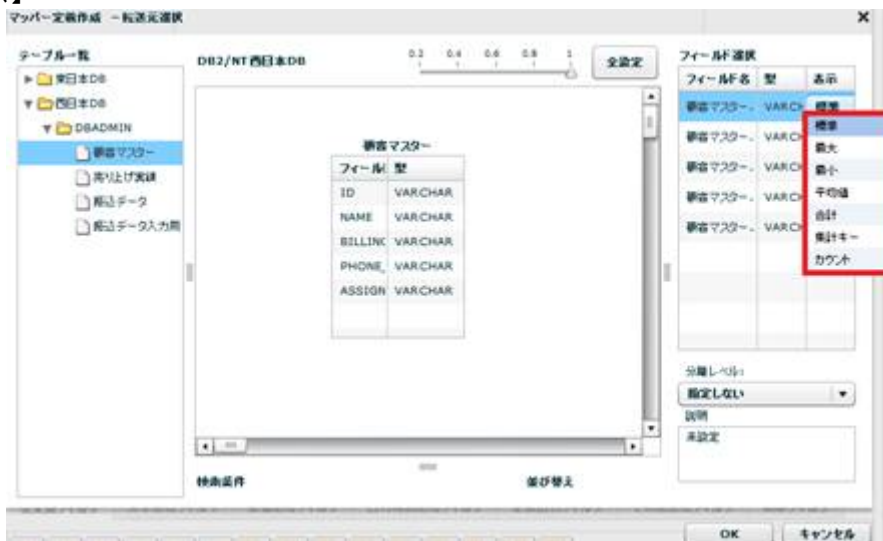 マッパー定義作成 －転送元選択
テーブル一覧
東日本DB
西日本DB
DBADMIN
顧客マスター
売り上げ実績
振込データ
振込データ入力用
DB2/NT 西日本DB
0.2 0.4 0.6 0.8 1
全設定
顧客マスター
フィール 型
ID VARCHAR
NAME VARCHAR
BILLINC VARCHAR
PHONE_ VARCHAR
ASSIGN VARCHAR
検索条件
並び替え
フィールド選択
フィールド名 型 表示
顧客マスター. VARCH 標準
顧客マスター. VARCH
顧客マスター. VARCH
顧客マスター. VARCH
顧客マスター. VARCH
標準
最大
最小
平均値
合計
集計キー
カウント
分離レベル:
指定しない
説明
未設定
OK
キャンセル